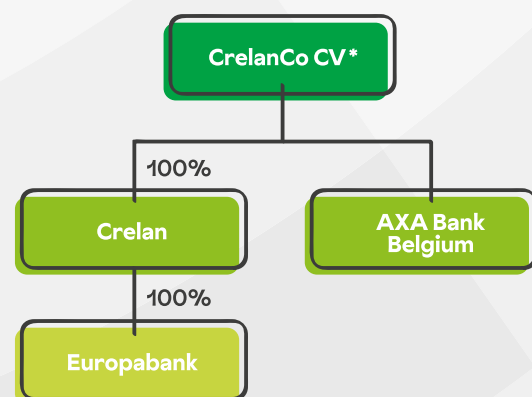 CrelanCo CV*
100%
Crelan
AXA Bank
Belgium
100%
Europabank